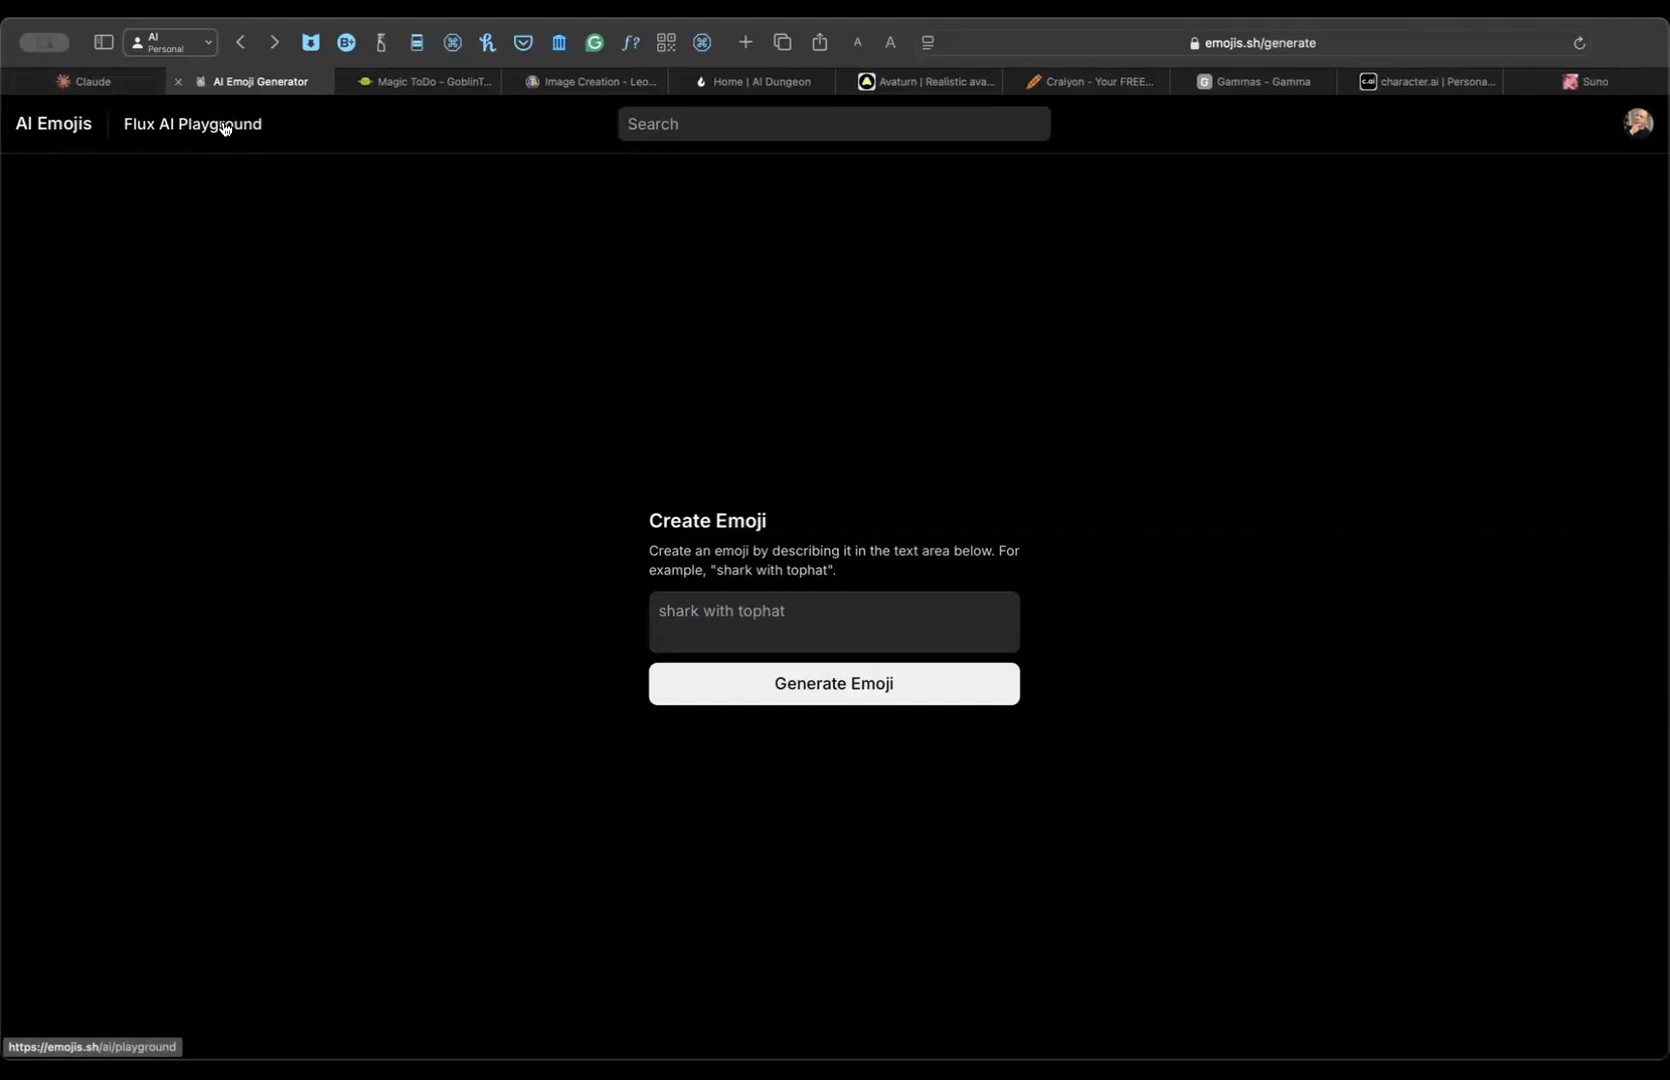 AI
Personal
emojis.sh/generate
Claude
AI Emoji Generator
Magic ToDo - GoblinT...
Image Creation - Leo...
Home | AI Dungeon
Avaturn | Realistic ava...
Craiyon - Your FREE...
Gammas - Gamma
character.ai | Persona...
Suno
AI Emojis
Flux AI Playground
Search
Create Emoji
Create an emoji by describing it in the text area below. For
example, "shark with tophat".
shark with tophat
Generate Emoji
https://emojis.sh/ai/playground